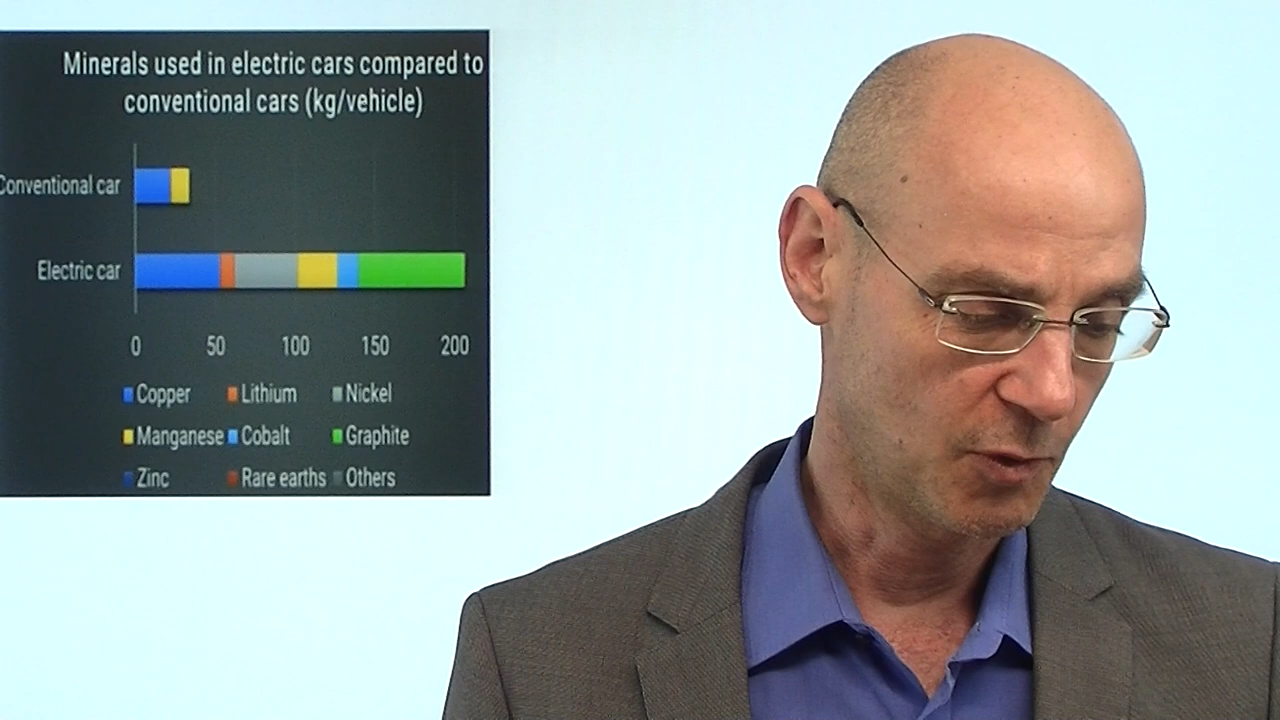 Minerals used in electric cars compared to
conventional cars (kg/vehicle)
Conventional car
Electric car
0 50 100 150 200
Copper Lithium Nickel
Manganese Cobalt Graphite
Zinc Rare earths Others